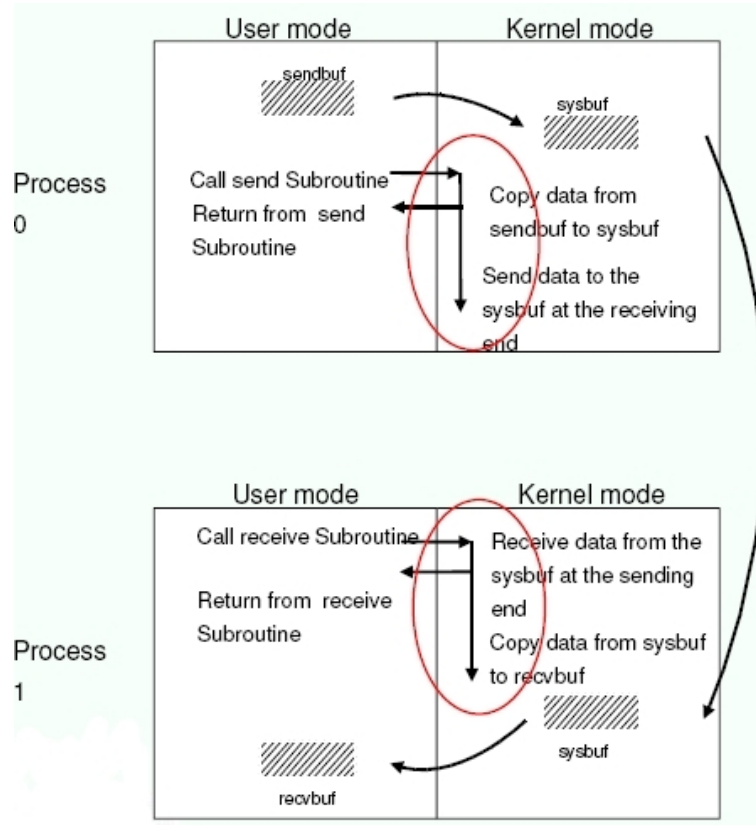 User mode
Kernel mode
sendbuf
sysbuf
Process
0
Call send Subroutine
Return from send
Subroutine
Copy data from
sendbuf to sysbuf
Send data to the
sysbuf at the receiving
end
User mode
Kernel mode
Process
1
Call receive Subroutine
Return from receive
Subroutine
Receive data from the
sysbuf at the sending
end
Copy data from sysbuf
to recvbuf
sysbuf
recvbuf